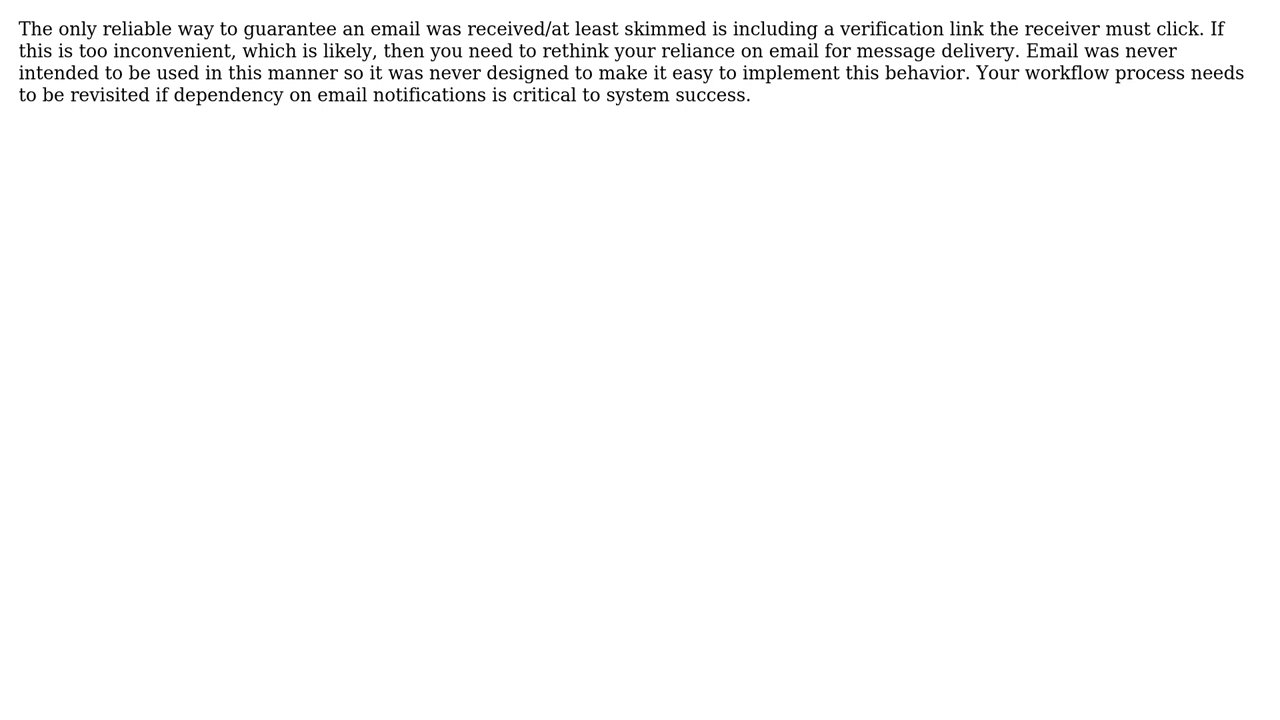 The only reliable way to guarantee an email was received/at least skimmed is including a verification link the receiver must click. If
this is too inconvenient, which is likely, then you need to rethink your reliance on email for message delivery. Email was never
intended to be used in this manner so it was never designed to make it easy to implement this behavior. Your workflow process needs
to be revisited if dependency on email notifications is critical to system success.